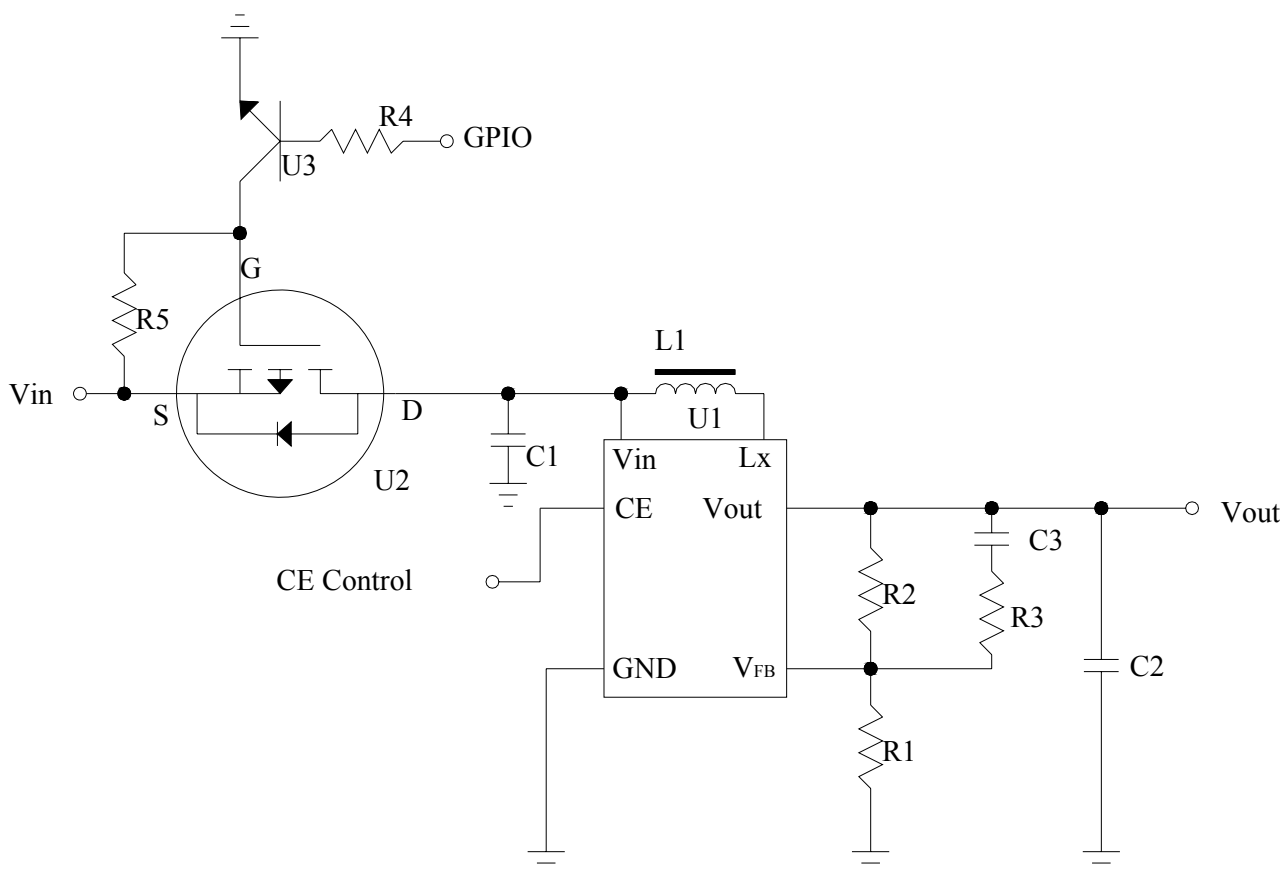 R4
GPIO
U3
G
R5
L1
Vin
S
D
U1
C1
Vin
Lx
U2
CE
Vout
Vout
C3
CE Control
R2
R3
GND
VFB
C2
R1